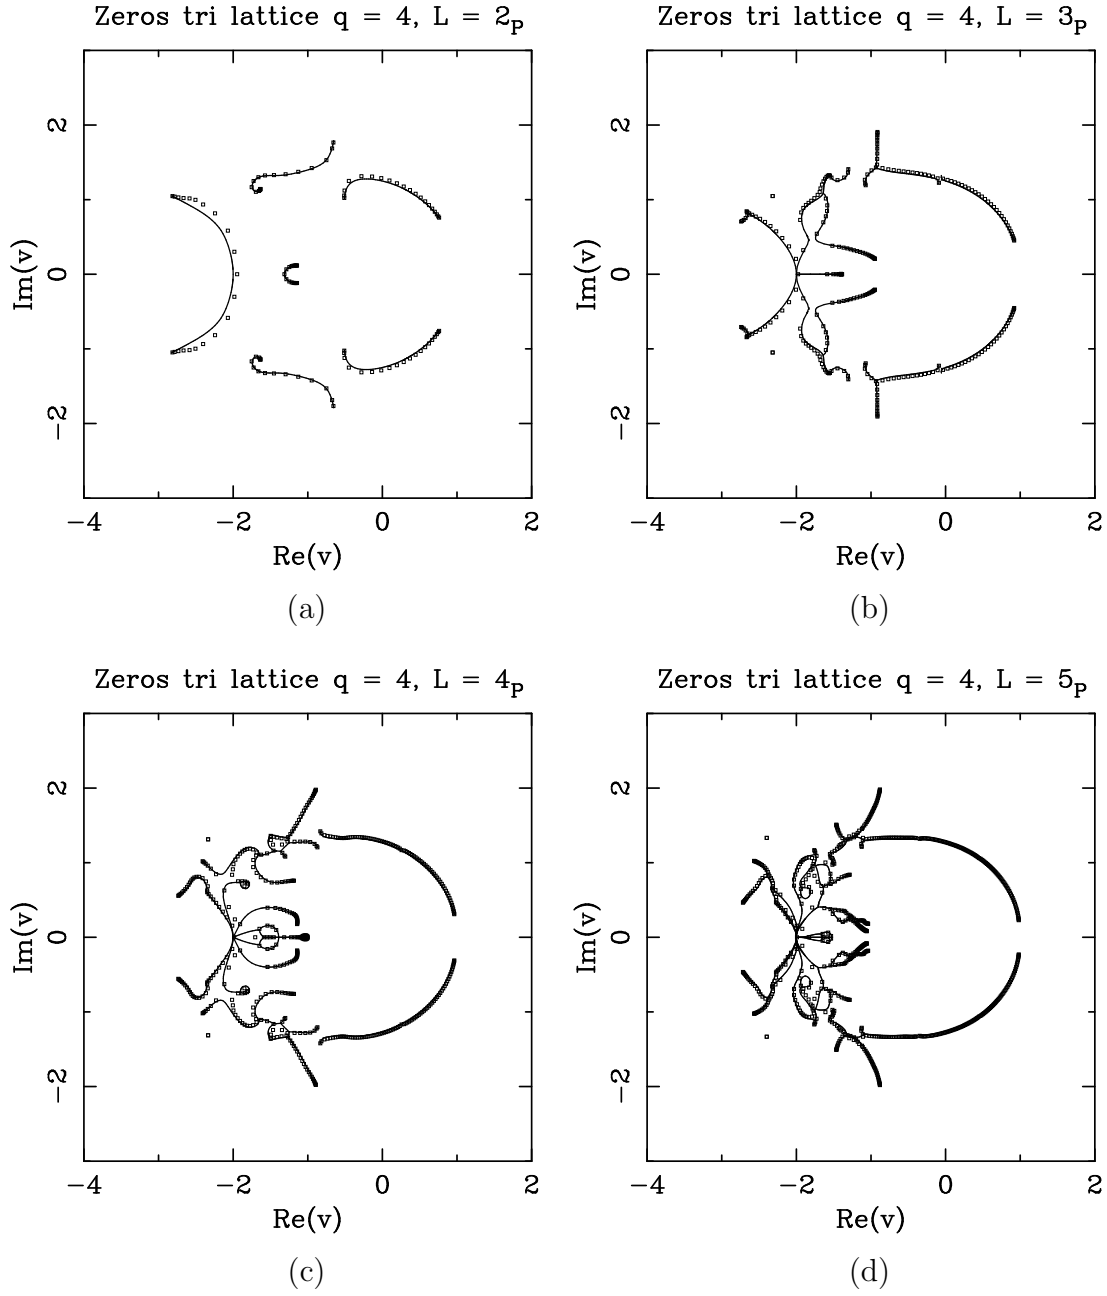 Zeros tri lattice q = 4, L = 2P
Zeros tri lattice q = 4, L = 3P
2
0
−2
Im(v)
−4 −2 0 2
Re(v)
(a)
2
0
−2
Im(v)
−4 −2 0 2
Re(v)
(b)
Zeros tri lattice q = 4, L = 4P
Zeros tri lattice q = 4, L = 5P
2
0
−2
Im(v)
−4 −2 0 2
Re(v)
(c)
2
0
−2
Im(v)
−4 −2 0 2
Re(v)
(d)